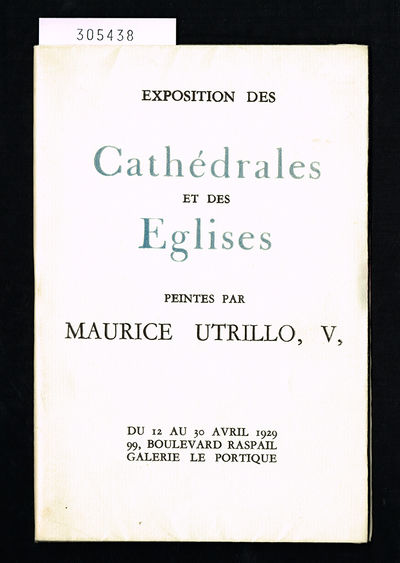 305438
EXPOSITION DES
Cathédrales
ET DES
Eglises
PEINTES PAR
MAURICE UTRILLO, V,
DU 12 AU 30 AVRIL 1929
99, BOULEVARD RASPAIL
GALERIE LE PORTIQUE